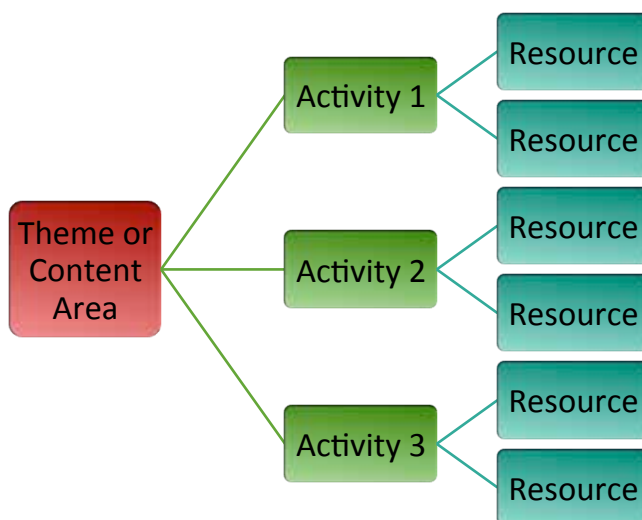 Theme or
Content
Area
Activity 1
Resource
Resource
Activity 2
Resource
Resource
Activity 3
Resource
Resource